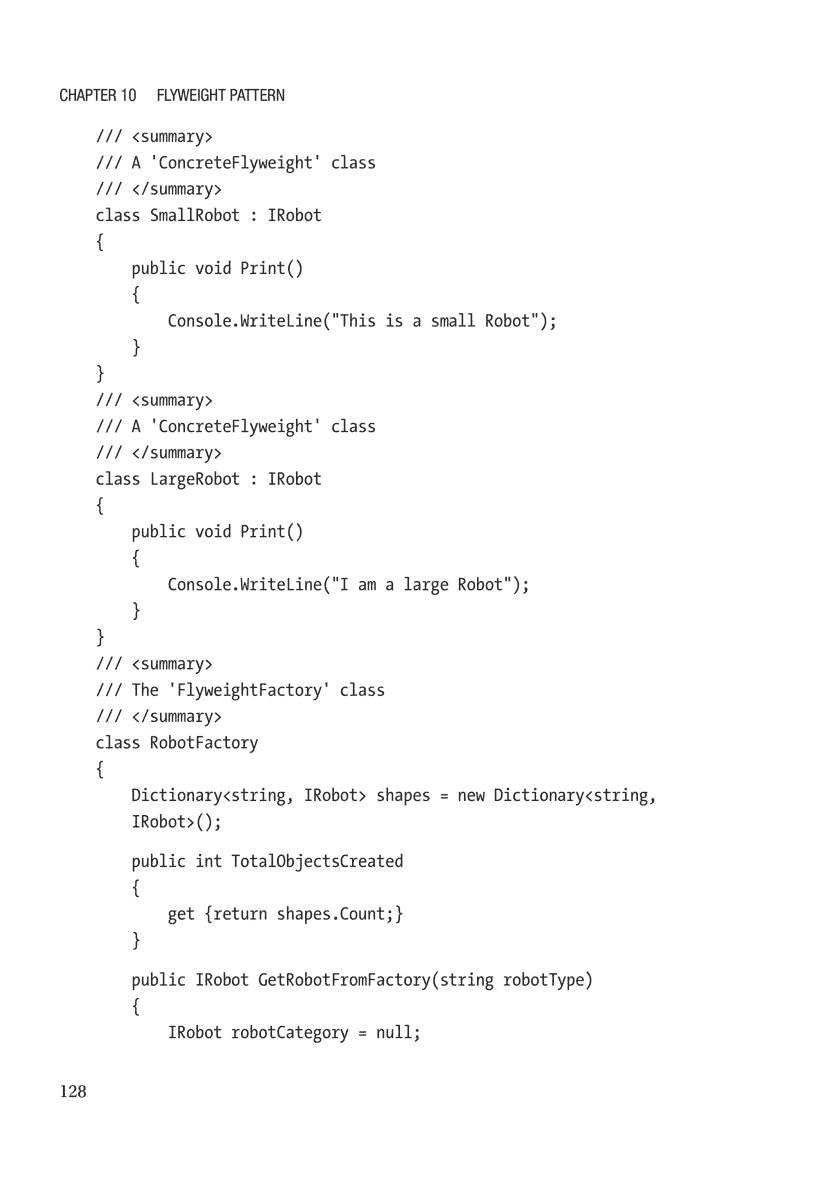 CHAPTER 10 FLYWEIGHT PATTERN
/// <summary>
/// A 'ConcreteFlyweight' class
/// </summary>
class SmallRobot : IRobot
{
    public void Print()
    {
        Console.WriteLine("This is a small Robot");
    }
}
/// <summary>
/// A 'ConcreteFlyweight' class
/// </summary>
class LargeRobot : IRobot
{
    public void Print()
    {
        Console.WriteLine("I am a large Robot");
    }
}
/// <summary>
/// The 'FlyweightFactory' class
/// </summary>
class RobotFactory
{
    Dictionary<string, IRobot> shapes = new Dictionary<string,
    IRobot>();
    public int TotalObjectsCreated
    {
        get {return shapes.Count;}
    }
    public IRobot GetRobotFromFactory(string robotType)
    {
        IRobot robotCategory = null;
128